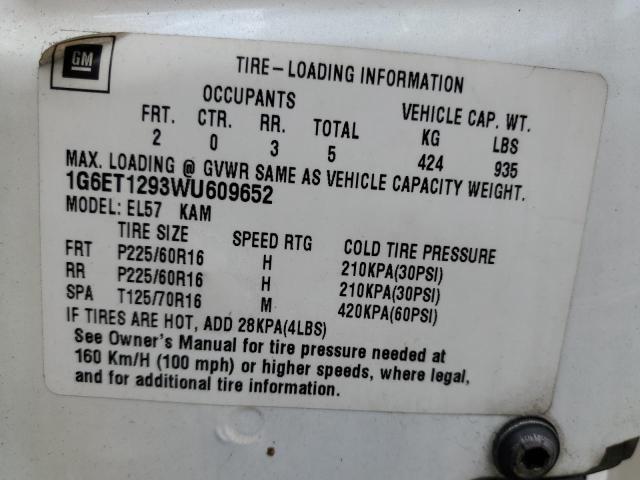 GM
TIRE-LOADING INFORMATION
OCCUPANTS VEHICLE CAP. WT.
FRT. CTR. RR. TOTAL KG LBS
2 0 3 5 424 935
MAX. LOADING @ GVWR SAME AS VEHICLE CAPACITY WEIGHT.
1G6ET1293WU609652
MODEL: EL57 KAM
TIRE SIZE SPEED RTG COLD TIRE PRESSURE
FRT P225/60R16 H 210KPA(30PSI)
RR P225/60R16 H 210KPA(30PSI)
SPA T125/70R16 M 420KPA(60PSI)
IF TIRES ARE HOT, ADD 28KPA(4LBS)
See Owner's Manual for tire pressure needed at
160 Km/H (100 mph) or higher speeds, where legal,
and for additional tire information.